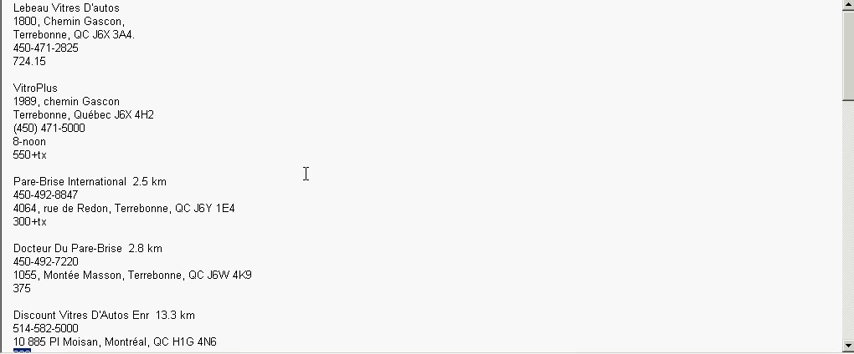 Lebeau Vitres D'autos
1800, Chemin Gascon,
Terrebonne, QC J6X 3A4.
450-471-2825
724.15
VitroPlus
1989, chemin Gascon
Terrebonne, Québec J6X 4H2
(450) 471-5000
8-noon
550+tx
Pare-Brise International  2.5 km
450-492-8847
4064, rue de Redon, Terrebonne, QC J6Y 1E4
300+tx
Docteur Du Pare-Brise  2.8 km
450-492-7220
1055, Montée Masson, Terrebonne, QC J6W 4K9
375
Discount Vitres D'Autos Enr  13.3 km
514-582-5000
10 885 Pl Moisan, Montréal, QC H1G 4N6